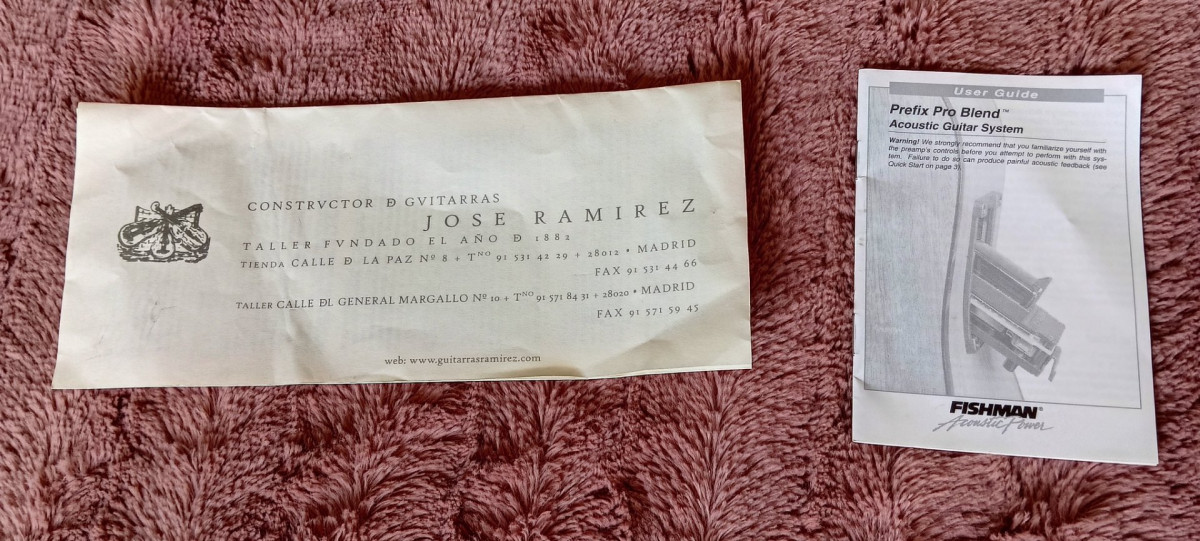 CONSTRVCTOR Đ GVITARRAS
JOSE RAMIREZ
TALLER FVNDADO EL AÑO Đ 1882
TIENDA CALLE Đ LA PAZ Nº 8 + Tᴺᴼ 91 531 42 29 + 28012 • MADRID
FAX 91 531 44 66
TALLER CALLE ĐL GENERAL MARGALLO Nº 10 + Tᴺᴼ 91 571 84 31 + 28020 • MADRID
FAX 91 571 59 45
web: www.guitarrasramirez.com
User Guide
Prefix Pro Blend™
Acoustic Guitar System
Warning! We strongly recommend that you familiarize yourself with
the preamp's controls before you attempt to perform with this sys-
tem. Failure to do so can produce painful acoustic feedback (see
Quick Start on page 3).
FISHMAN®
Acoustic Power